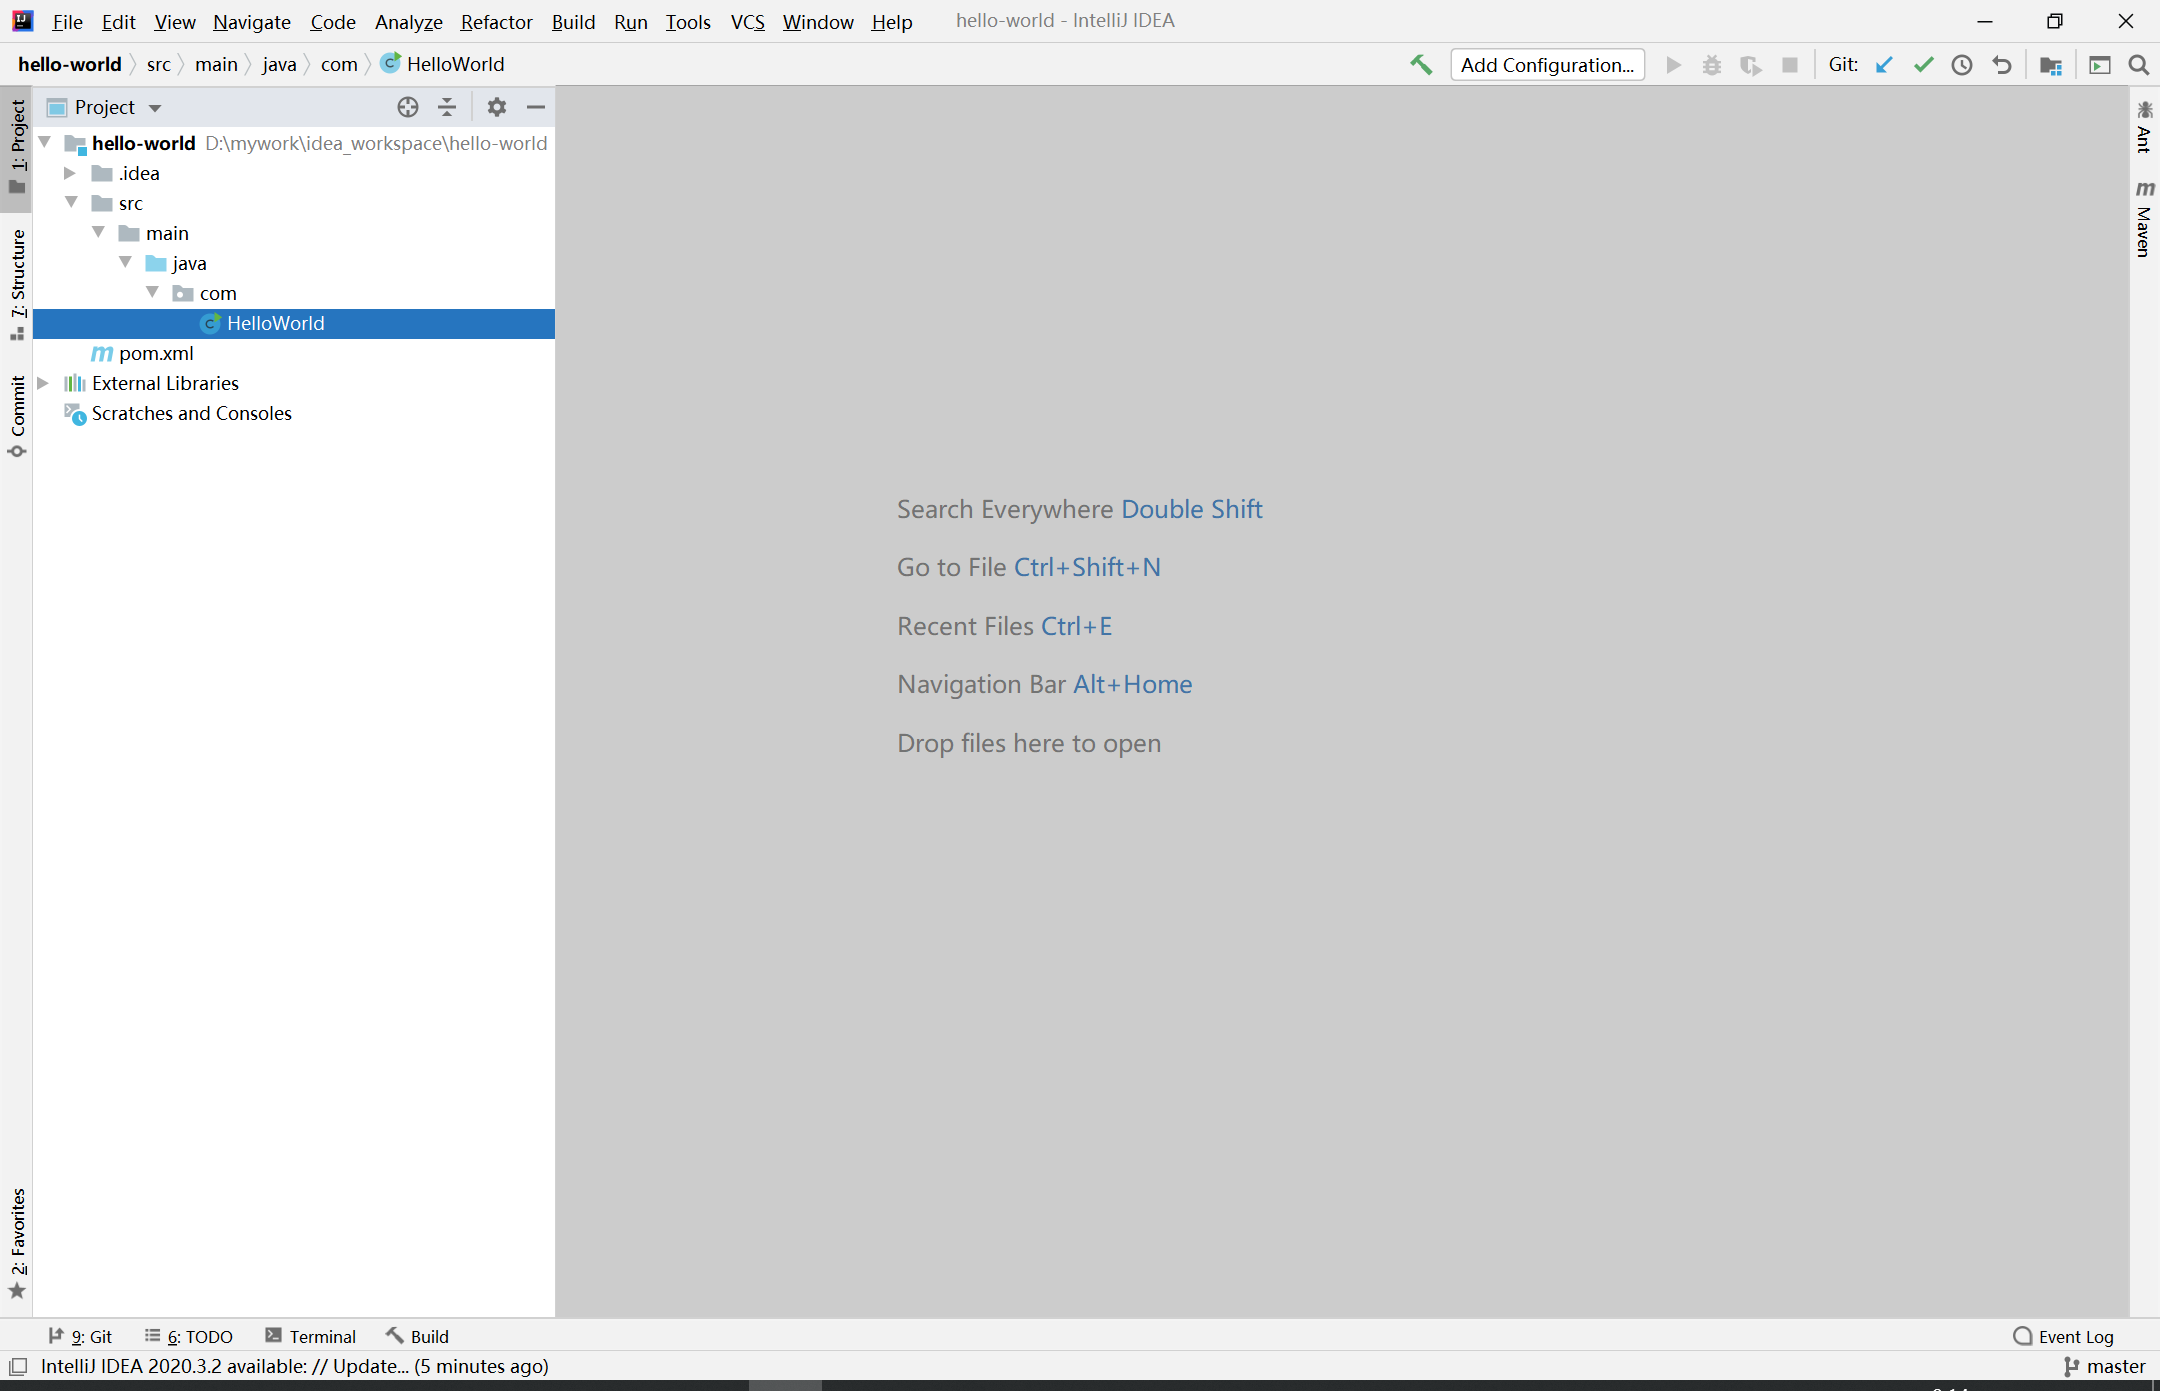 File Edit View Navigate Code Analyze Refactor Build Run Tools VCS Window Help hello-world - IntelliJ IDEA
hello-world src main java com HelloWorld Add Configuration... Git:
Project
hello-world D:\mywork\idea_workspace\hello-world
.idea
src
main
java
com
HelloWorld
pom.xml
External Libraries
Scratches and Consoles
1: Project
7: Structure
Commit
2: Favorites
Search Everywhere Double Shift
Go to File Ctrl+Shift+N
Recent Files Ctrl+E
Navigation Bar Alt+Home
Drop files here to open
Ant
Maven
9: Git 6: TODO Terminal Build Event Log
IntelliJ IDEA 2020.3.2 available: // Update... (5 minutes ago) master